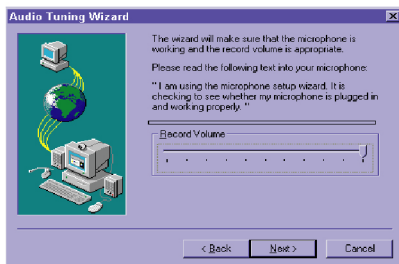 Audio Tuning Wizard
The wizard will make sure that the microphone is
working and the record volume is appropriate.
Please read the following text into your microphone:
"I am using the microphone setup wizard. It is
checking to see whether my microphone is plugged in
and working properly. "
Record Volume
< Back
Next >
Cancel